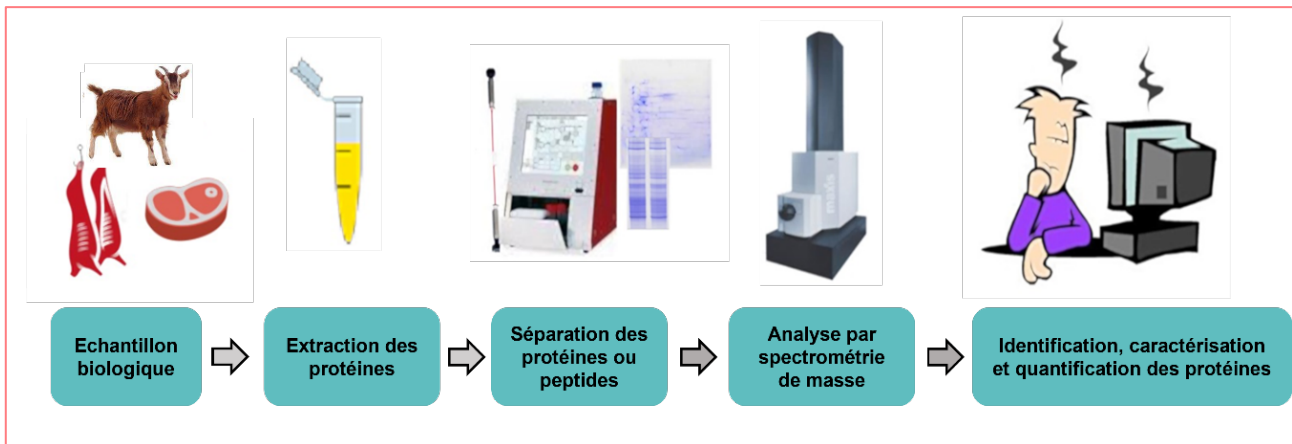 Echantillon
biologique
Extraction des
protéines
Séparation des
protéines ou
peptides
Analyse par
spectrométrie
de masse
Identification, caractérisation
et quantification des protéines